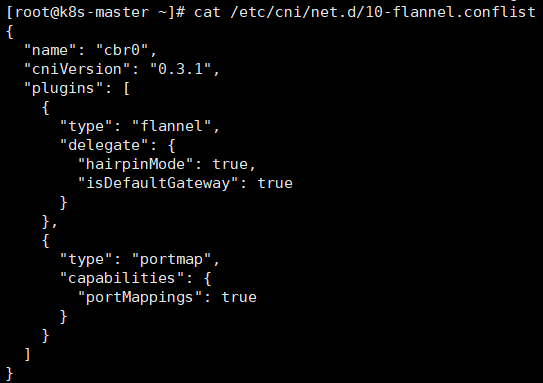 [root@k8s-master ~]# cat /etc/cni/net.d/10-flannel.conflist
{
  "name": "cbr0",
  "cniVersion": "0.3.1",
  "plugins": [
    {
      "type": "flannel",
      "delegate": {
        "hairpinMode": true,
        "isDefaultGateway": true
      }
    },
    {
      "type": "portmap",
      "capabilities": {
        "portMappings": true
      }
    }
  ]
}